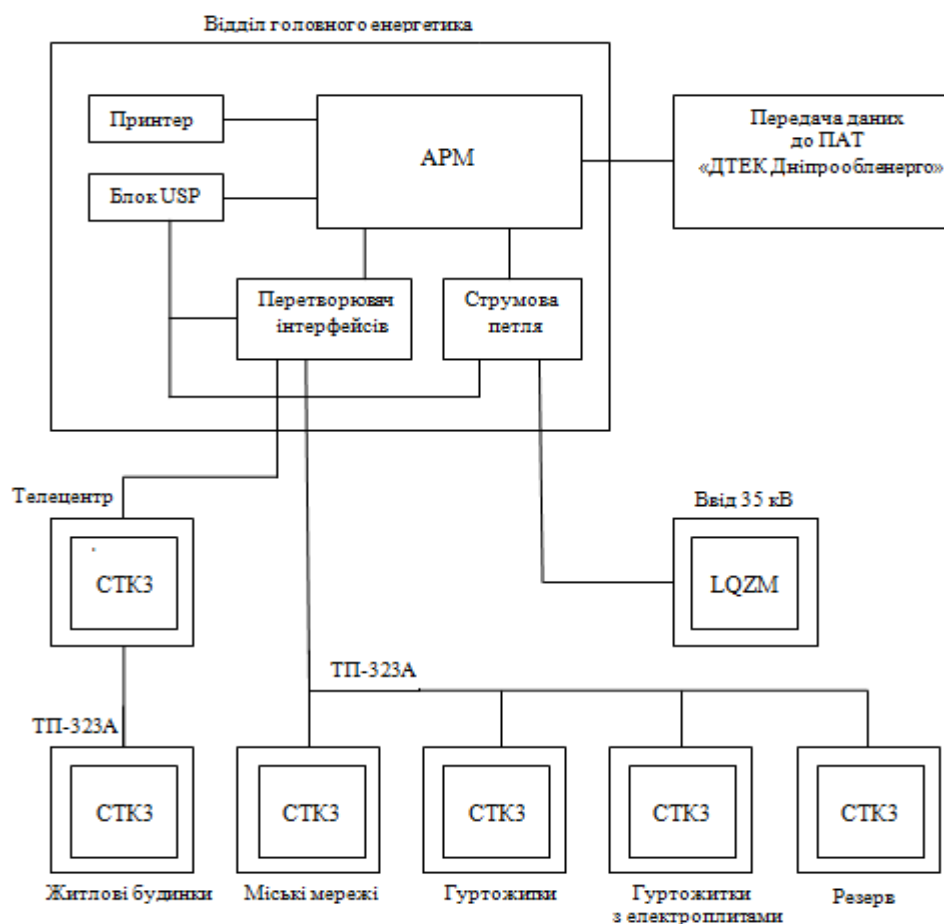 Відділ головного енергетика
Принтер
АРМ
Передача даних
до ПАТ
«ДТЕК Дніпрообленерго»
Блок USP
Перетворювач
інтерфейсів
Струмова
петля
Телецентр
Ввід 35 кВ
СТКЗ
LQZM
ТП-323А
ТП-323А
СТКЗ
СТКЗ
СТКЗ
СТКЗ
СТКЗ
Житлові будинки
Міські мережі
Гуртожитки
Гуртожитки
з електроплитами
Резерв